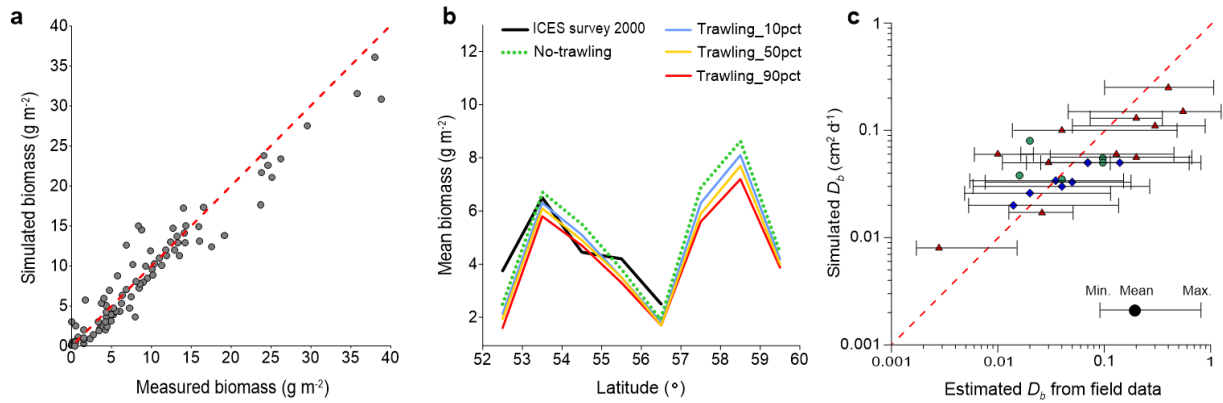 a
Simulated biomass (g m⁻²)
40
35
30
25
20
15
10
5
0
0 5 10 15 20 25 30 35 40
Measured biomass (g m⁻²)
b
Mean biomass (g m⁻²)
12
10
8
6
4
2
ICES survey 2000
No-trawling
Trawling_10pct
Trawling_50pct
Trawling_90pct
52 53 54 55 56 57 58 59 60
Latitude (°)
c
Simulated D_b (cm² d⁻¹)
1
0.1
0.01
0.001
Min. Mean Max.
0.001 0.01 0.1 1
Estimated D_b from field data